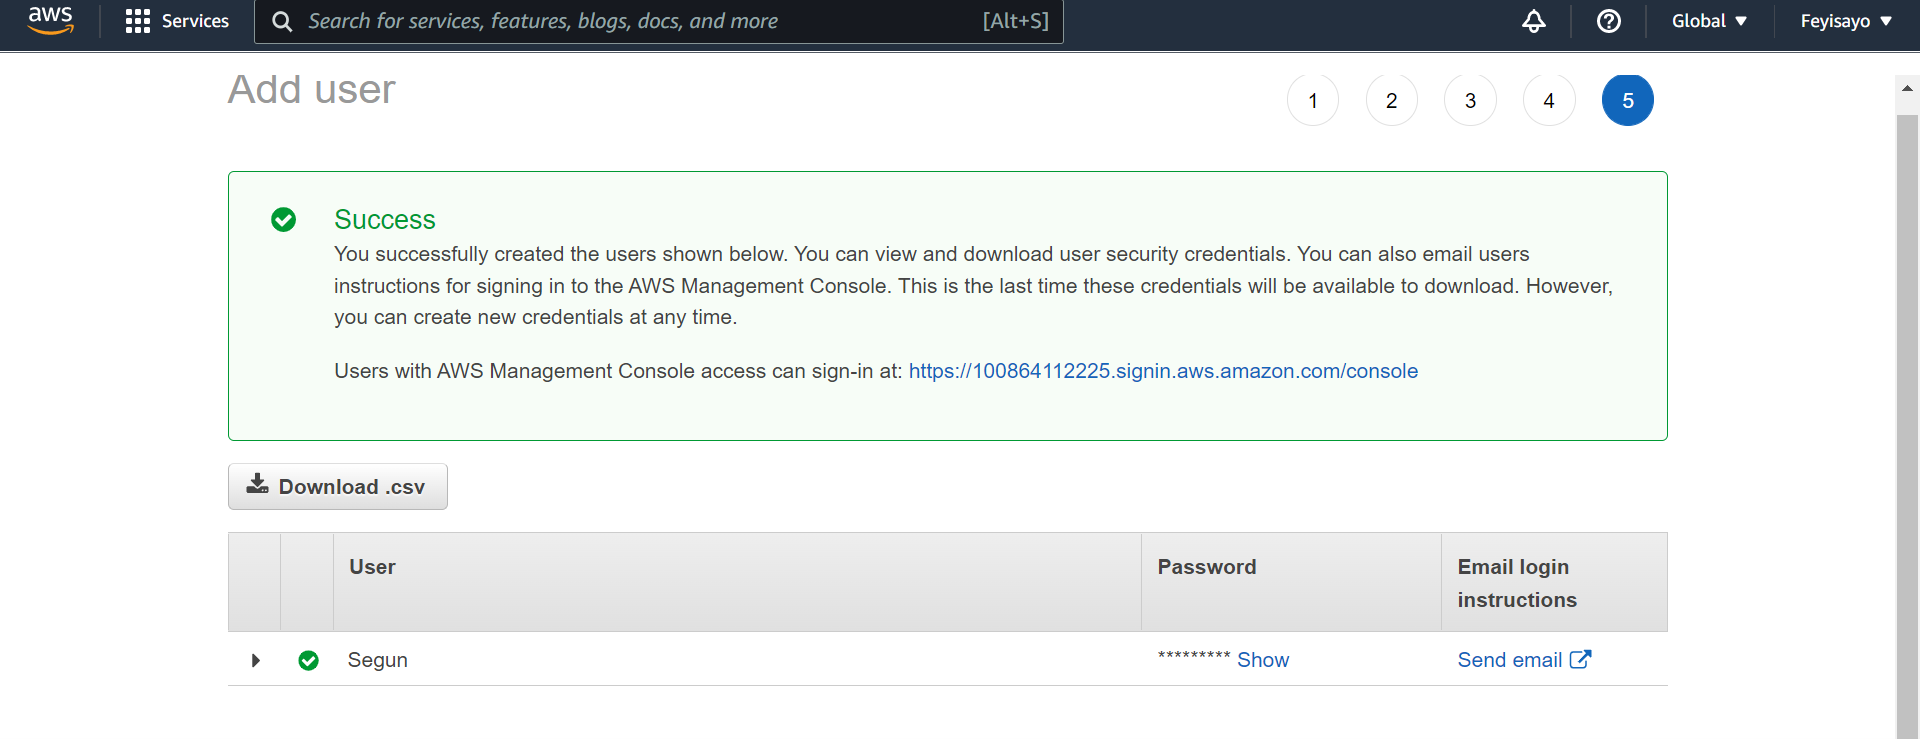 aws Services Search for services, features, blogs, docs, and more [Alt+S] Global Feyisayo
Add user 1 2 3 4 5
Success
You successfully created the users shown below. You can view and download user security credentials. You can also email users
instructions for signing in to the AWS Management Console. This is the last time these credentials will be available to download. However,
you can create new credentials at any time.
Users with AWS Management Console access can sign-in at: https://100864112225.signin.aws.amazon.com/console
Download .csv
User Password Email login
instructions
Segun ********* Show Send email